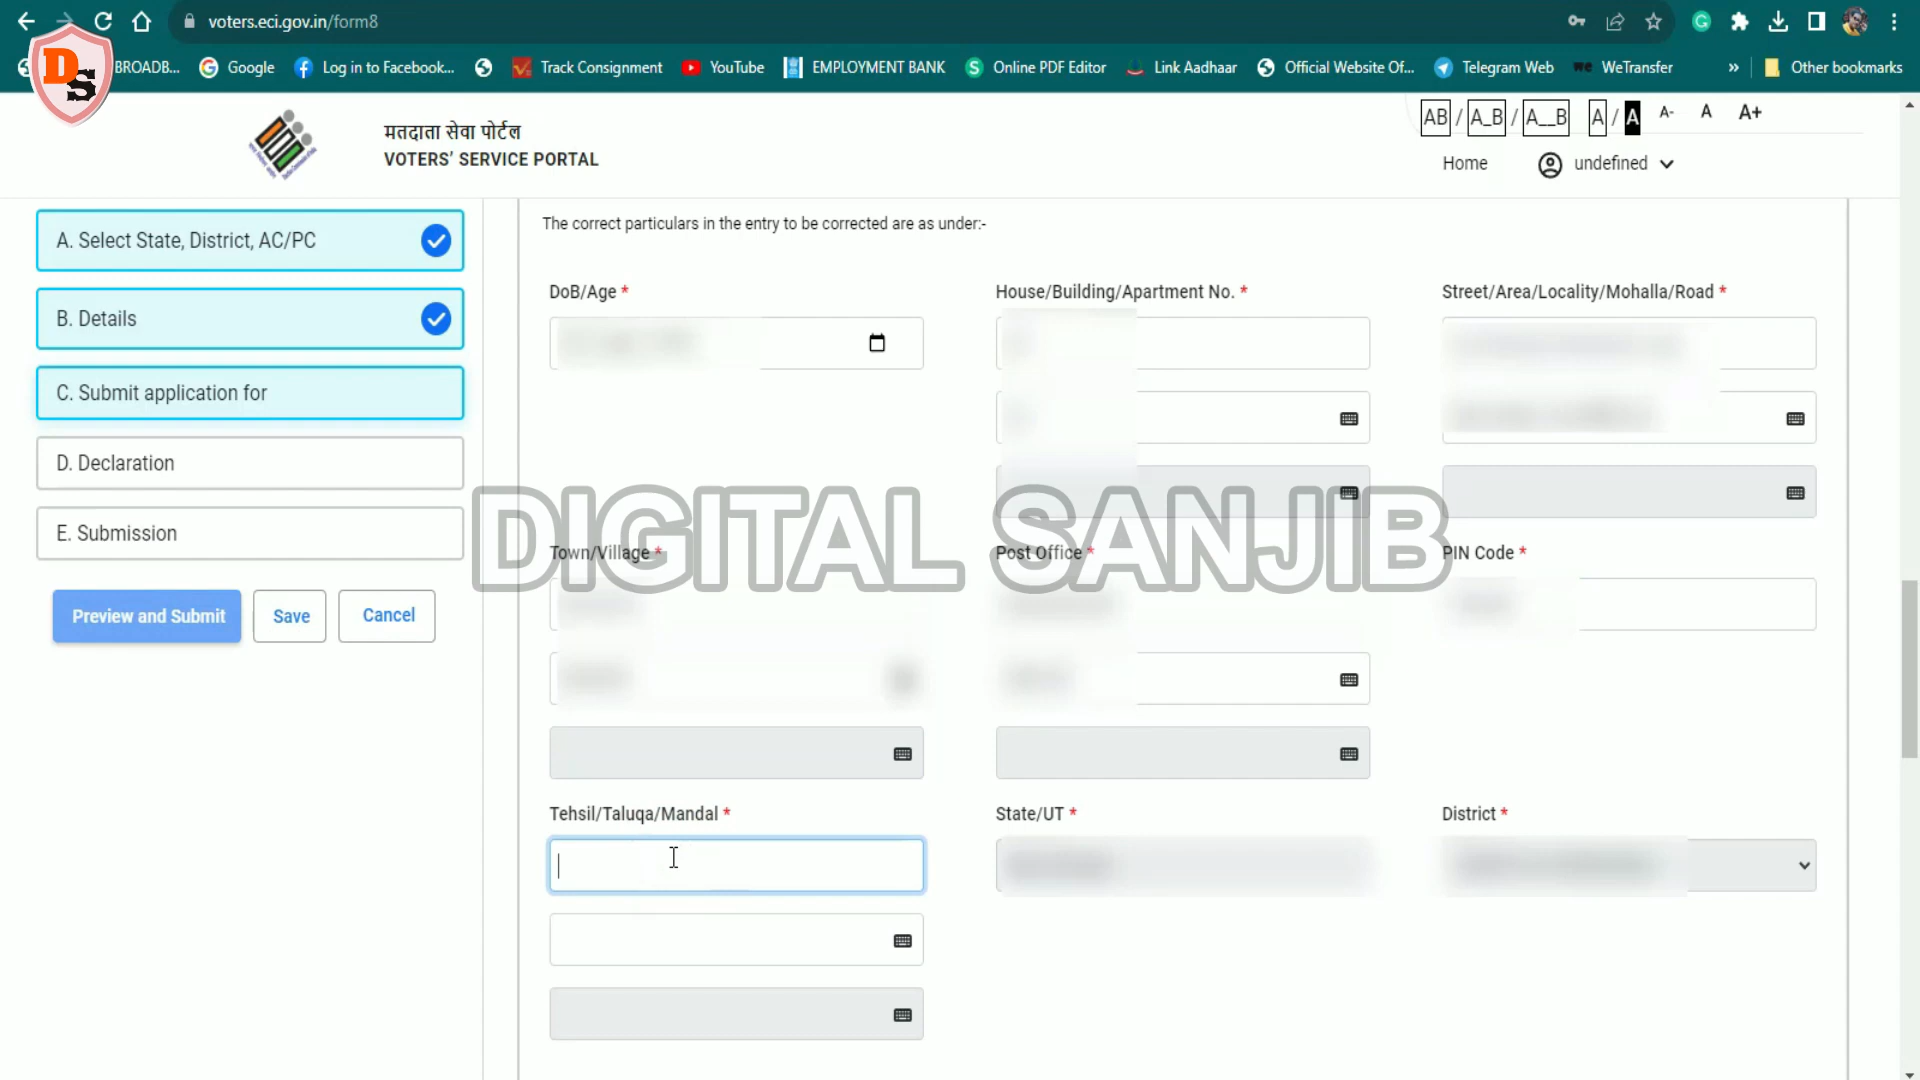 voters.eci.gov.in/form8
DS
BROADB...
Google
Log in to Facebook...
Track Consignment
YouTube
EMPLOYMENT BANK
Online PDF Editor
Link Aadhaar
Official Website Of...
Telegram Web
WeTransfer
»
Other bookmarks
मतदाता सेवा पोर्टल
VOTERS' SERVICE PORTAL
AB / A_B / A__B A / A A- A A+
Home
undefined
A. Select State, District, AC/PC
B. Details
C. Submit application for
D. Declaration
E. Submission
Preview and Submit
Save
Cancel
The correct particulars in the entry to be corrected are as under:-
DoB/Age *
House/Building/Apartment No. *
Street/Area/Locality/Mohalla/Road *
DIGITAL SANJIB
Town/Village *
Post Office *
PIN Code *
Tehsil/Taluqa/Mandal *
State/UT *
District *